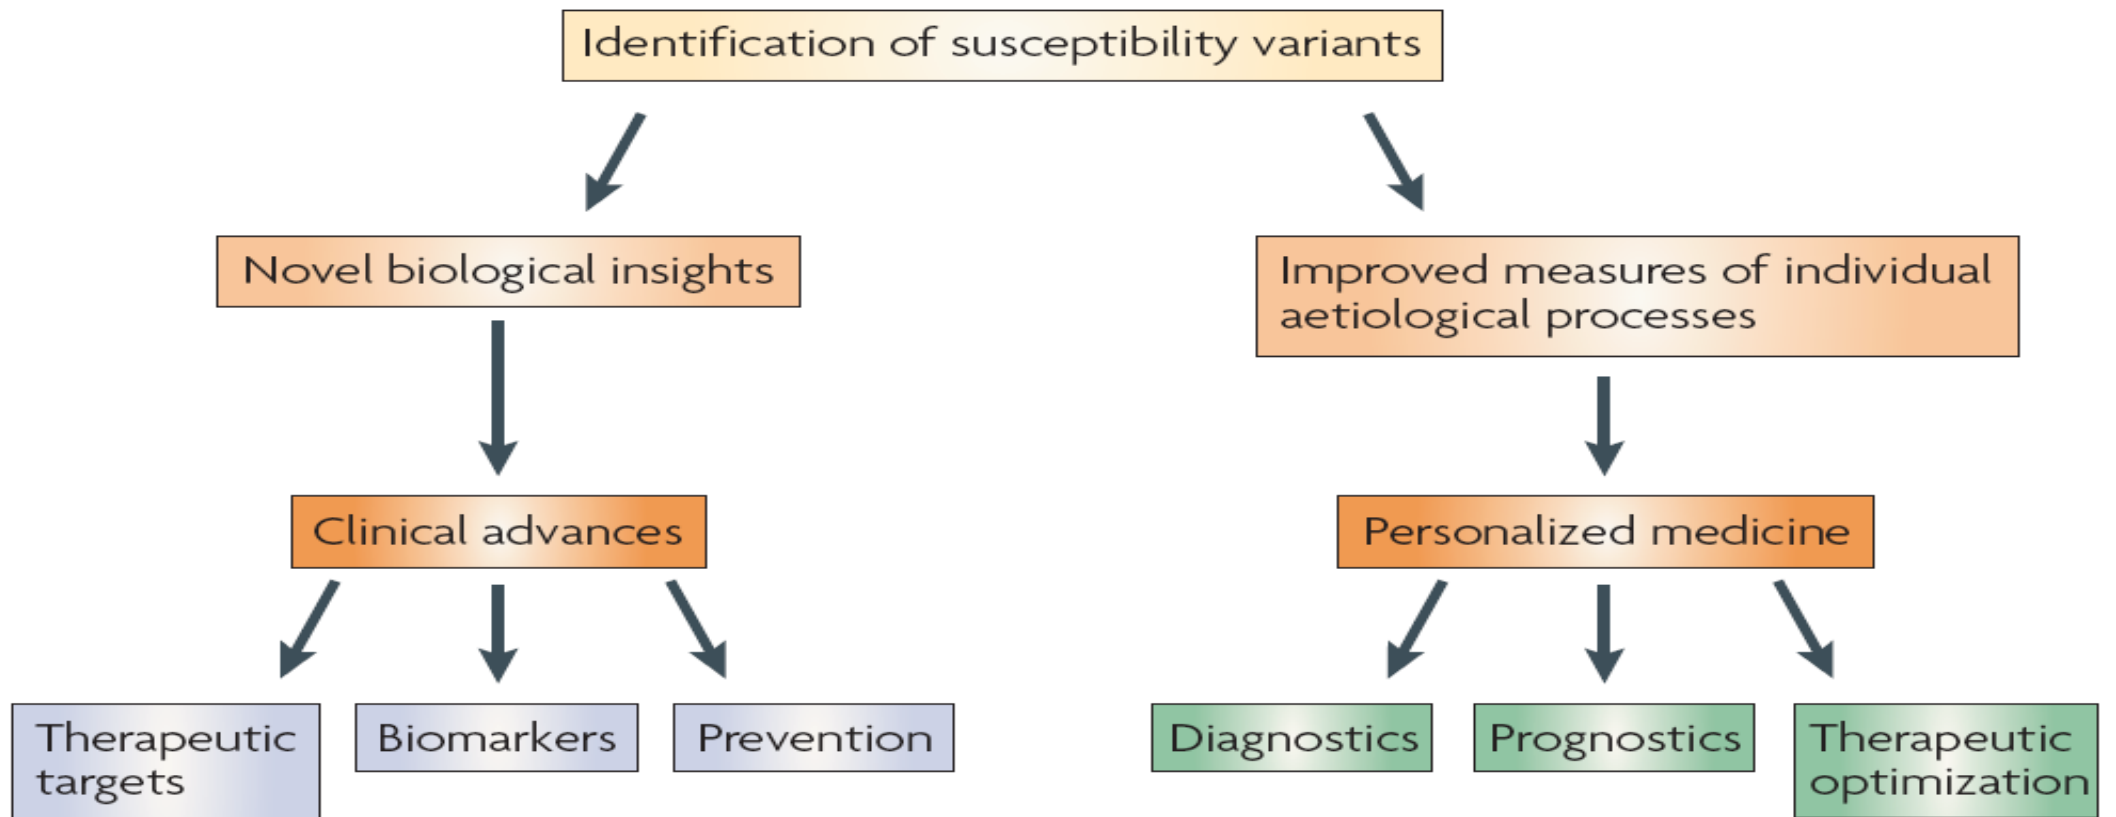 Identification of susceptibility variants
Novel biological insights
Improved measures of individual
aetiological processes
Clinical advances
Personalized medicine
Therapeutic
targets
Biomarkers
Prevention
Diagnostics
Prognostics
Therapeutic
optimization